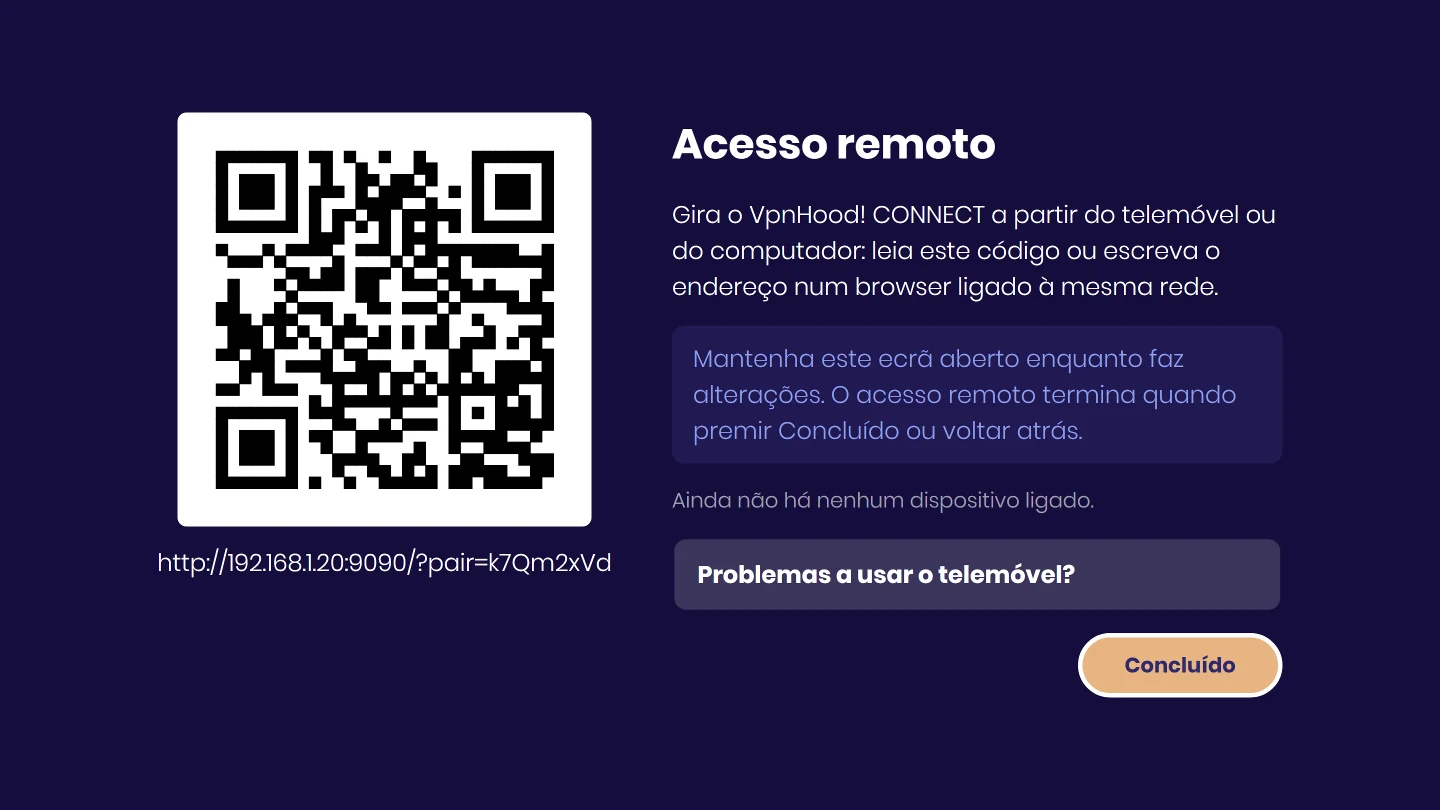 Acesso remoto
Gira o VpnHood! CONNECT a partir do telemóvel ou
do computador: leia este código ou escreva o
endereço num browser ligado à mesma rede.
Mantenha este ecrã aberto enquanto faz
alterações. O acesso remoto termina quando
premir Concluído ou voltar atrás.
Ainda não há nenhum dispositivo ligado.
http://192.168.1.20:9090/?pair=k7Qm2xVd
Problemas a usar o telemóvel?
Concluído